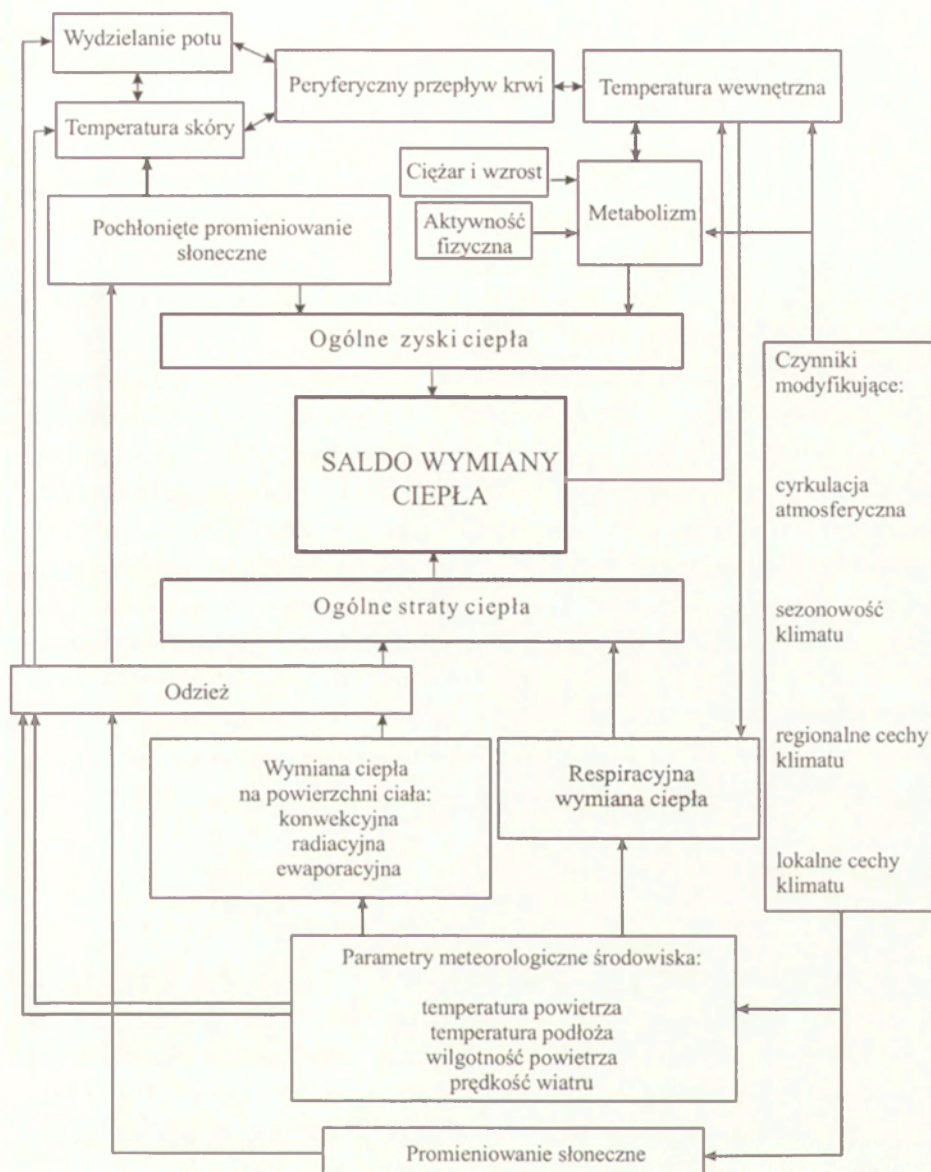 Wydzielanie potu
Peryferyczny przepływ krwi
Temperatura wewnętrzna
Temperatura skóry
Ciężar i wzrost
Metabolizm
Aktywność
fizyczna
Pochłonięte promieniowanie
słoneczne
Ogólne zyski ciepła
Czynniki
modyfikujące:
cyrkulacja
atmosferyczna
sezonowość
klimatu
regionalne cechy
klimatu
lokalne cechy
klimatu
SALDO WYMIANY
CIEPŁA
Ogólne straty ciepła
Odzież
Wymiana ciepła
na powierzchni ciała:
konwekcyjna
radiacyjna
ewaporacyjna
Respiracyjna
wymiana ciepła
Parametry meteorologiczne środowiska:
temperatura powietrza
temperatura podłoża
wilgotność powietrza
prędkość wiatru
Promieniowanie słoneczne